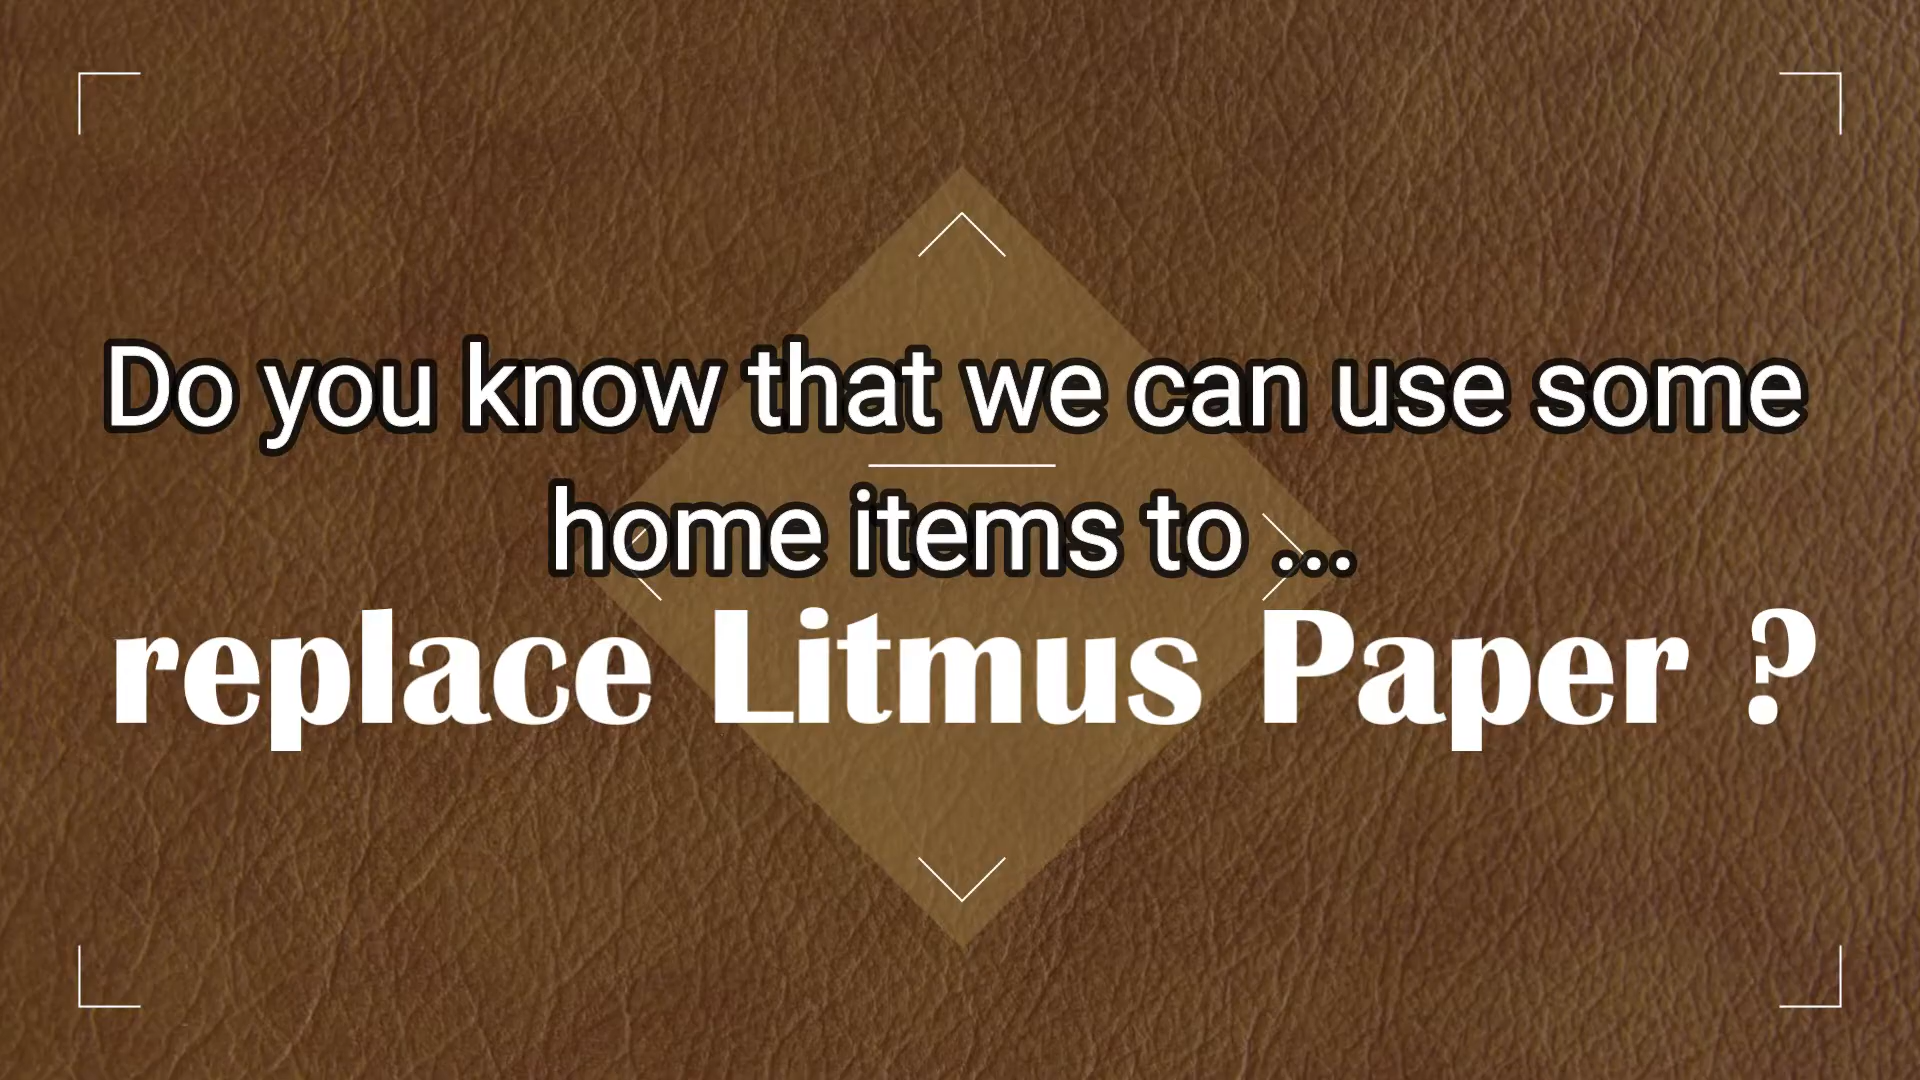 Do you know that we can use some
home items to ...
replace Litmus Paper ?